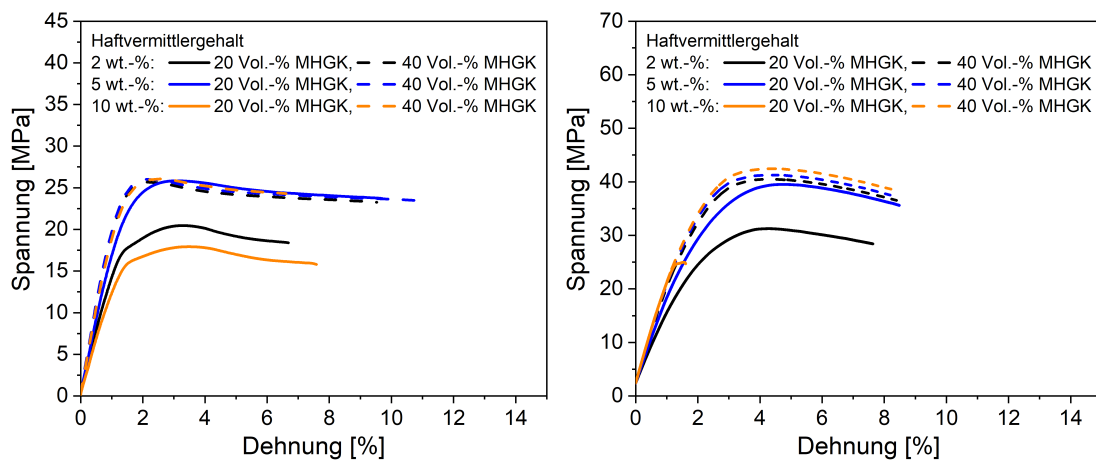 45
40
35
30
25
20
15
10
5
0
Spannung [MPa]
Haftvermittlergehalt
2 wt.-%: 20 Vol.-% MHGK, 40 Vol.-% MHGK
5 wt.-%: 20 Vol.-% MHGK, 40 Vol.-% MHGK
10 wt.-%: 20 Vol.-% MHGK, 40 Vol.-% MHGK
0 2 4 6 8 10 12 14
Dehnung [%]
70
60
50
40
30
20
10
0
Spannung [MPa]
Haftvermittlergehalt
2 wt.-%: 20 Vol.-% MHGK, 40 Vol.-% MHGK
5 wt.-%: 20 Vol.-% MHGK, 40 Vol.-% MHGK
10 wt.-%: 20 Vol.-% MHGK, 40 Vol.-% MHGK
0 2 4 6 8 10 12 14
Dehnung [%]